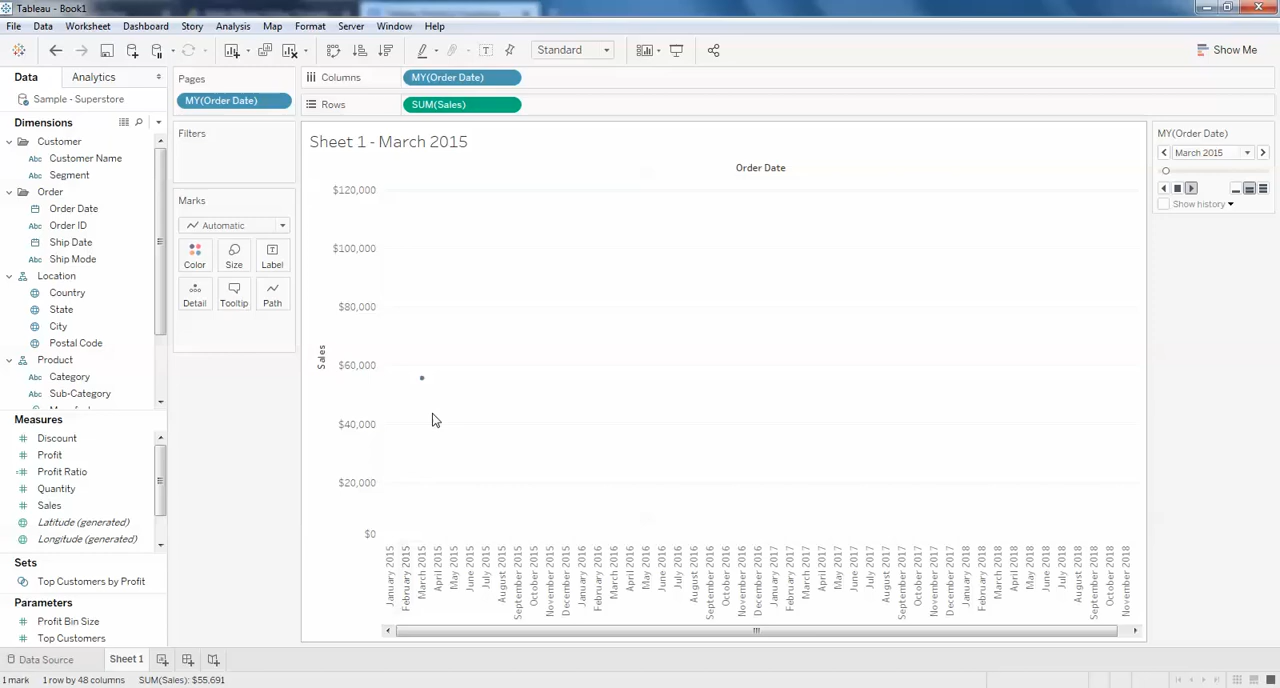 Tableau - Book1
File Data Worksheet Dashboard Story Analysis Map Format Server Window Help
Standard
Show Me
Data Analytics
Sample - Superstore
Dimensions
Customer
Abc Customer Name
Abc Segment
Order
Order Date
Abc Order ID
Ship Date
Abc Ship Mode
Location
Country
State
City
Postal Code
Product
Abc Category
Abc Sub-Category
Measures
# Discount
# Profit
=# Profit Ratio
# Quantity
# Sales
Latitude (generated)
Longitude (generated)
Sets
Top Customers by Profit
Parameters
# Profit Bin Size
# Top Customers
Pages
MY(Order Date)
Filters
Marks
Automatic
Color Size Label
Detail Tooltip Path
Columns MY(Order Date)
Rows SUM(Sales)
Sheet 1 - March 2015
Order Date
$120,000
$100,000
$80,000
$60,000
$40,000
$20,000
$0
Sales
January 2015
February 2015
March 2015
April 2015
May 2015
June 2015
July 2015
August 2015
September 2015
October 2015
November 2015
December 2015
January 2016
February 2016
March 2016
April 2016
May 2016
June 2016
July 2016
August 2016
September 2016
October 2016
November 2016
December 2016
January 2017
February 2017
March 2017
April 2017
May 2017
June 2017
July 2017
August 2017
September 2017
October 2017
November 2017
December 2017
January 2018
February 2018
March 2018
April 2018
May 2018
June 2018
July 2018
August 2018
September 2018
October 2018
November 2018
MY(Order Date)
March 2015
Show history
Data Source Sheet 1
1 mark 1 row by 48 columns SUM(Sales): $55.691